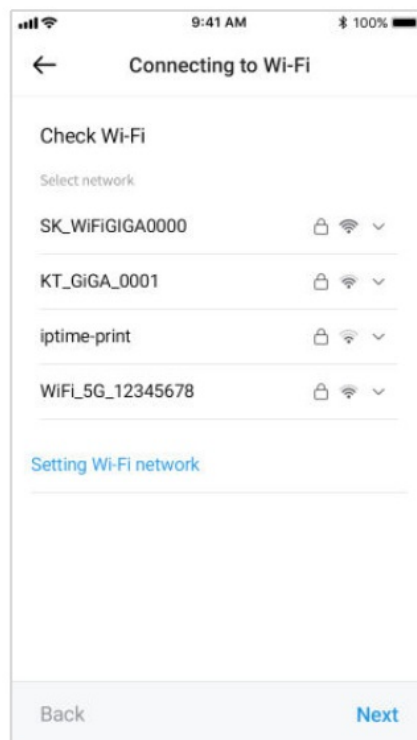 9:41 AM
100%
Connecting to Wi-Fi
Check Wi-Fi
Select network
SK_WiFiGIGA0000
KT_GiGA_0001
iptime-print
WiFi_5G_12345678
Setting Wi-Fi network
Back
Next